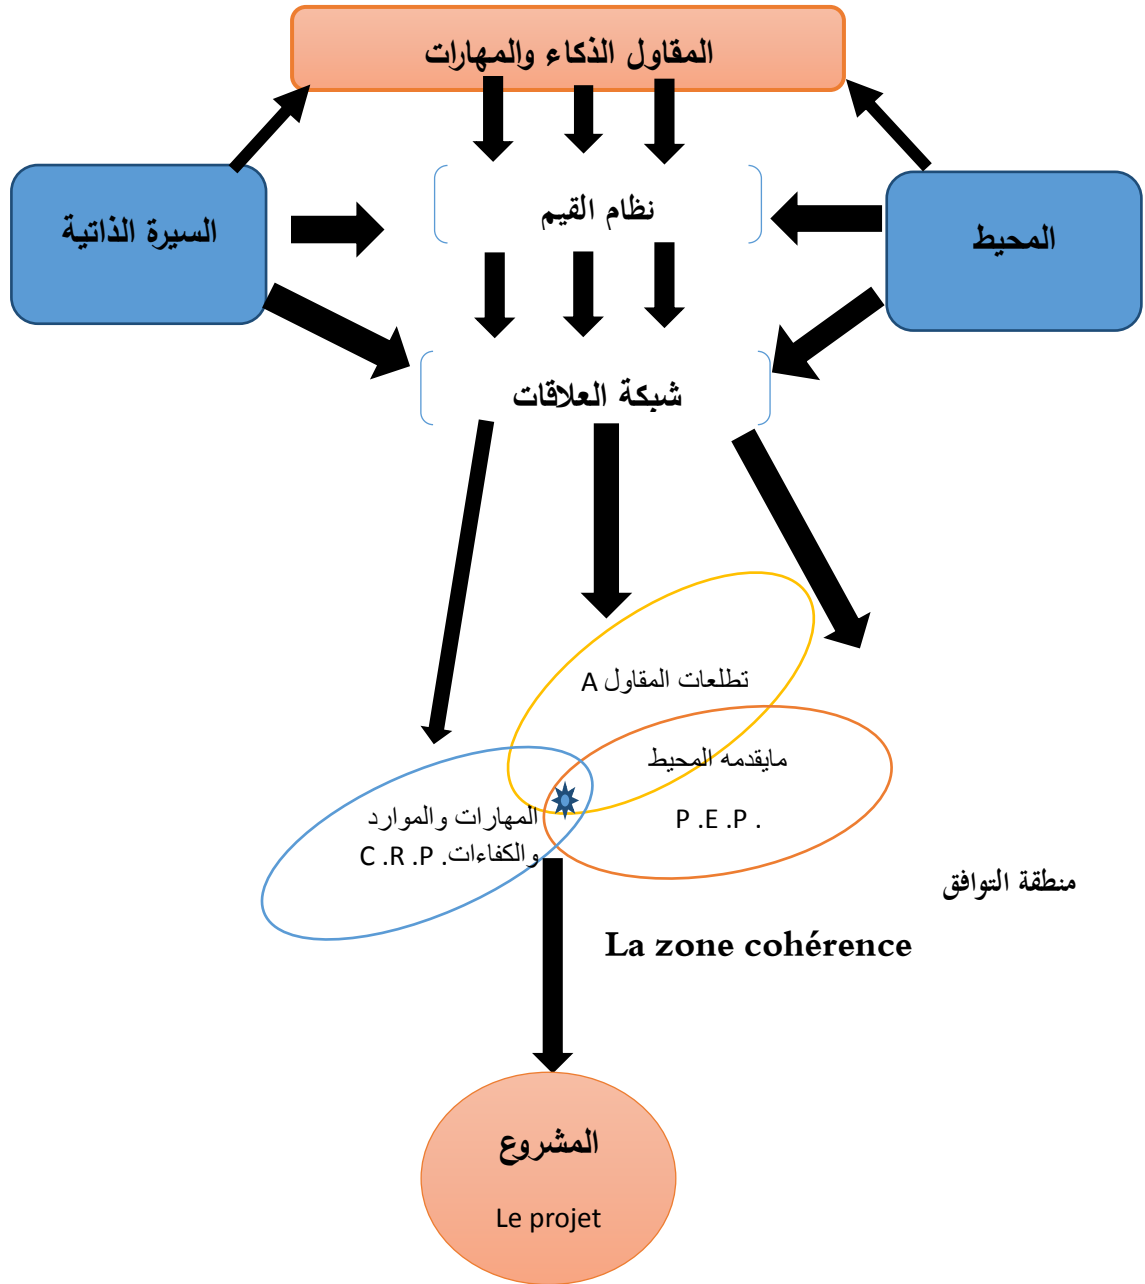 المقاول الذكاء والمهارات
السيرة الذاتية
نظام القيم
المحيط
شبكة العلاقات
تطلعات المقاول A
مايقدمه المحيط
P .E .P .
المهارات والموارد
والكفاءات. C .R .P
منطقة التوافق
La zone cohérence
المشروع
Le projet